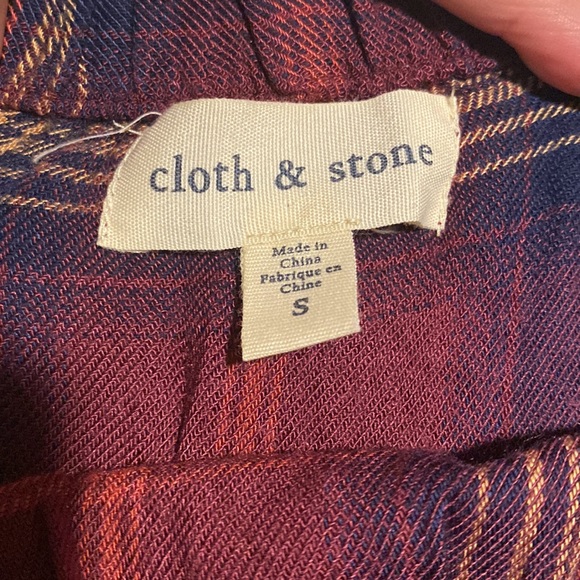 cloth & stone
Made in
China
Fabrique en
Chine
S